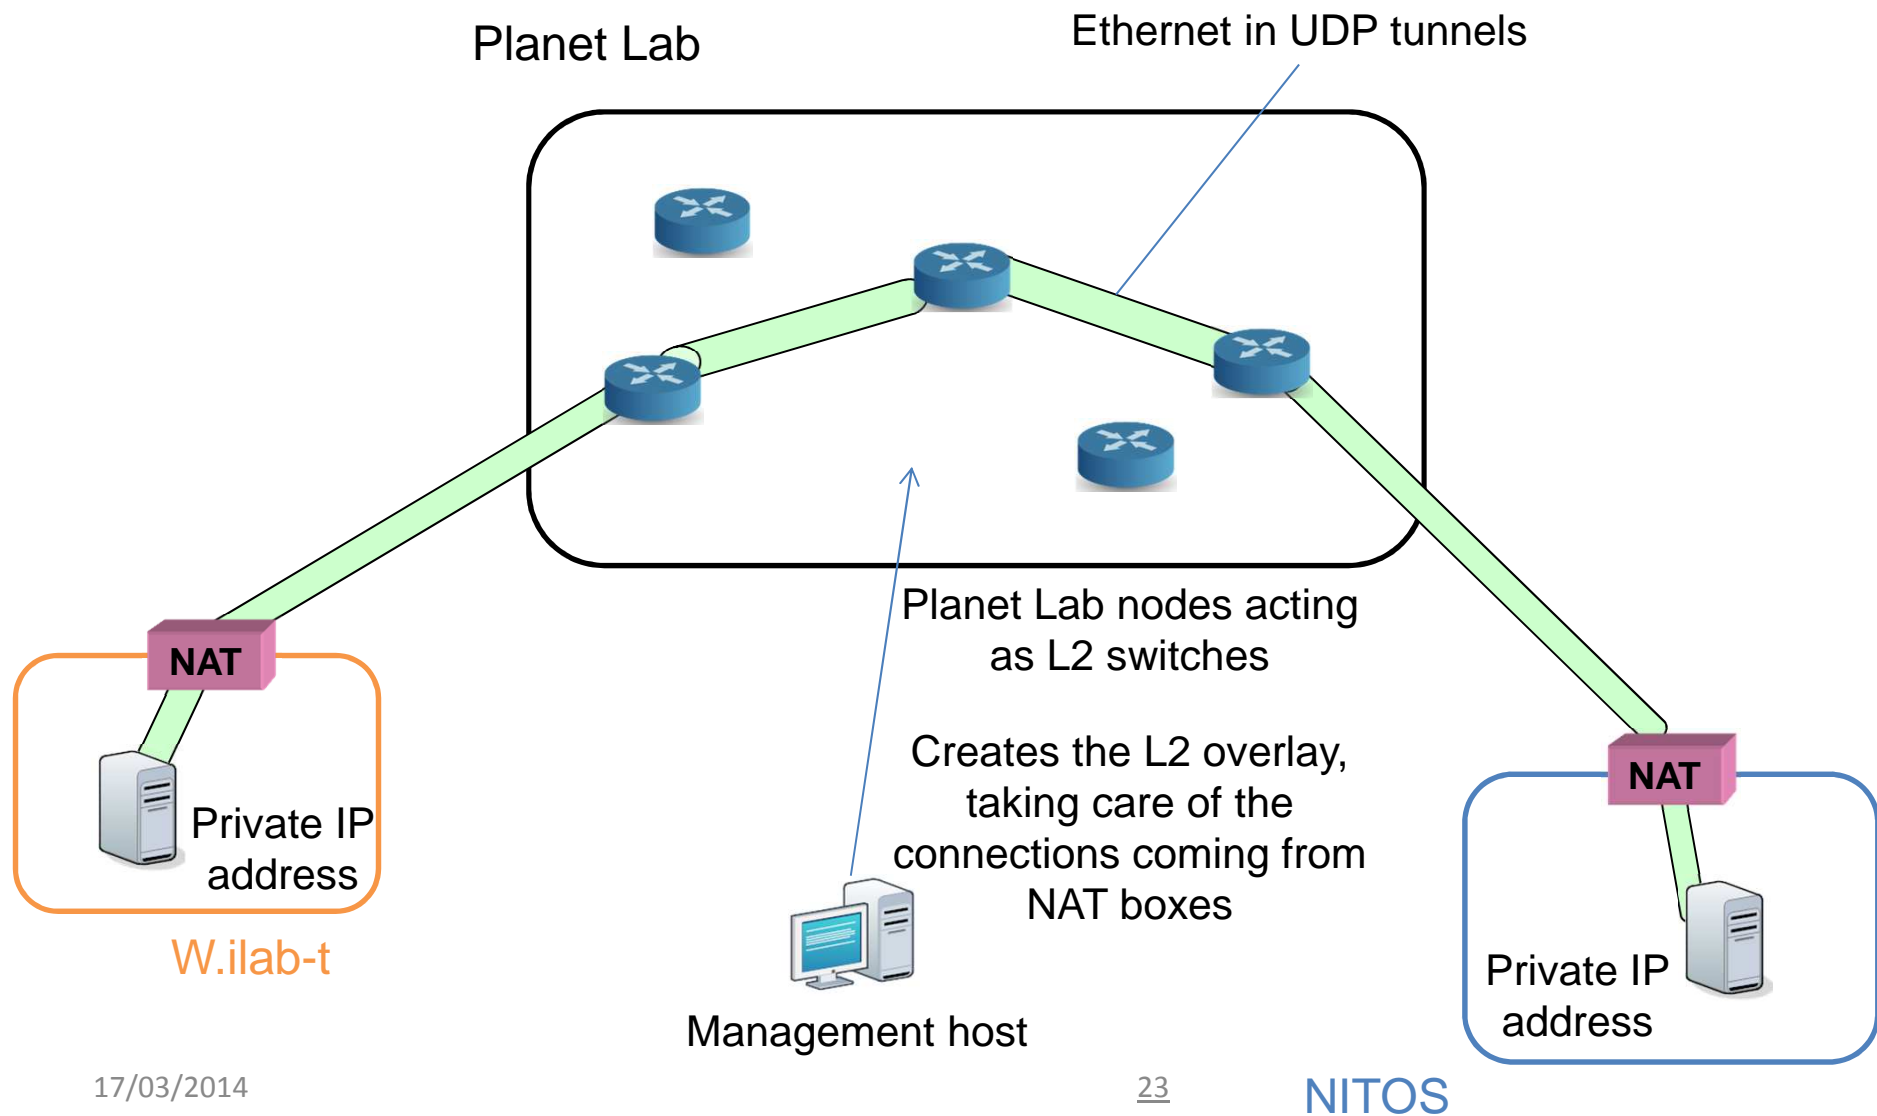 Planet Lab
Ethernet in UDP tunnels
Planet Lab nodes acting
as L2 switches
NAT
Private IP
address
W.ilab-t
Creates the L2 overlay,
taking care of the
connections coming from
NAT boxes
Management host
NAT
Private IP
address
NITOS
17/03/2014
23